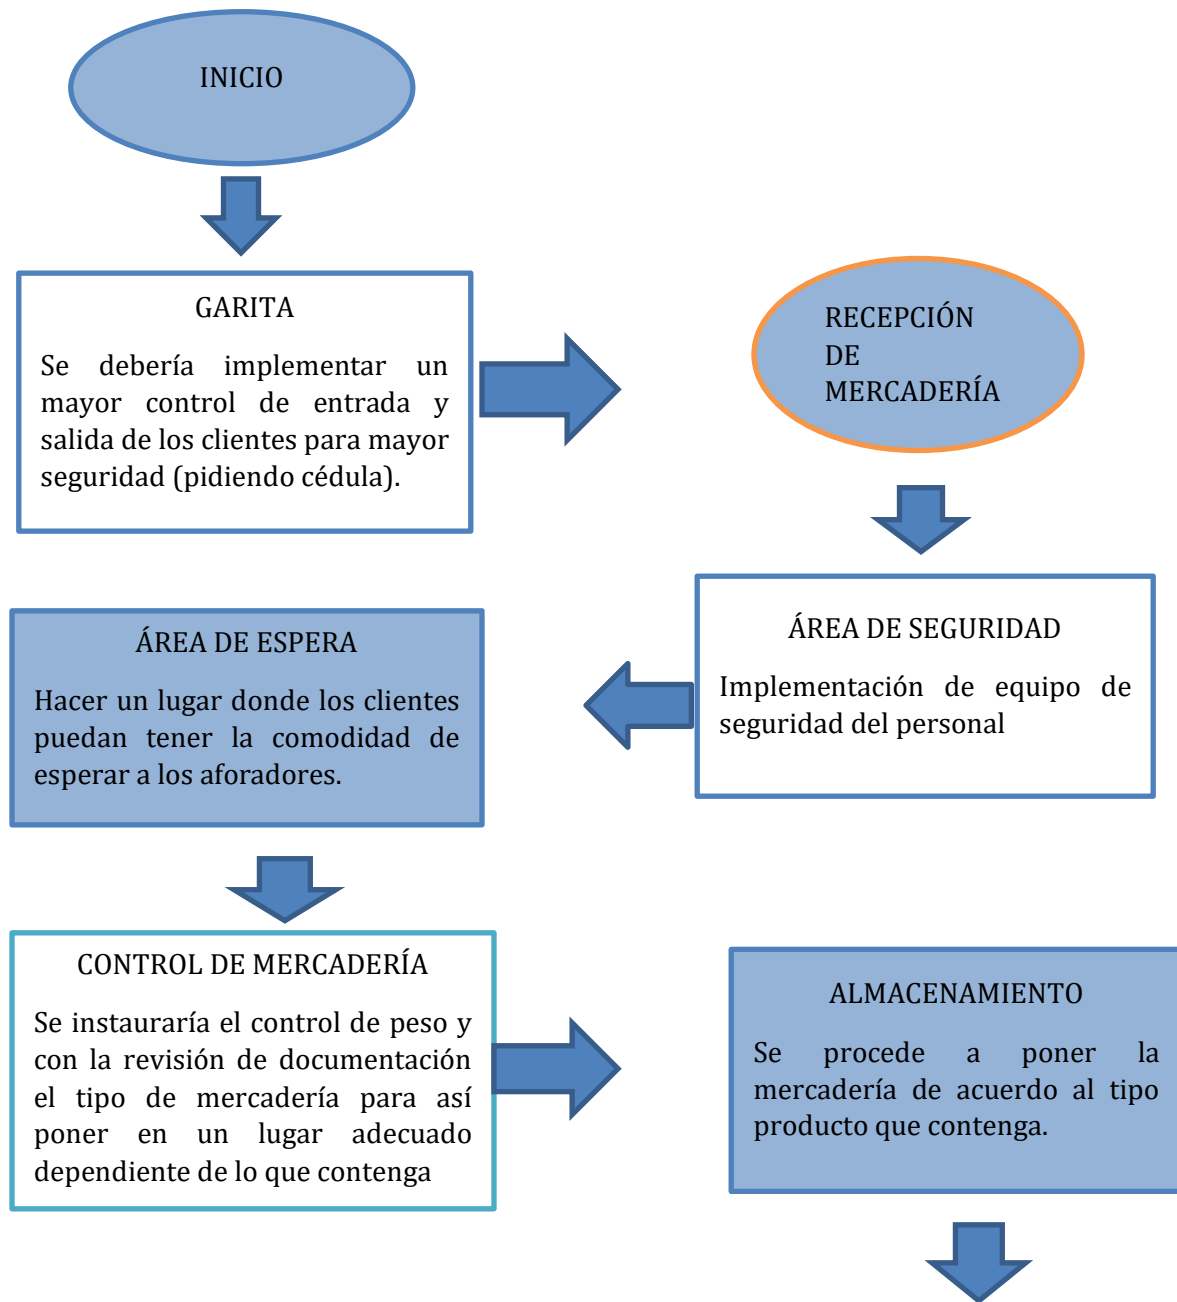 INICIO
GARITA
Se debería implementar un
mayor control de entrada y
salida de los clientes para mayor
seguridad (pidiendo cédula).
RECEPCIÓN
DE
MERCADERÍA
ÁREA DE SEGURIDAD
Implementación de equipo de
seguridad del personal
ÁREA DE ESPERA
Hacer un lugar donde los clientes
puedan tener la comodidad de
esperar a los aforadores.
CONTROL DE MERCADERÍA
Se instauraría el control de peso y
con la revisión de documentación
el tipo de mercadería para así
poner en un lugar adecuado
dependiente de lo que contenga
ALMACENAMIENTO
Se procede a poner la
mercadería de acuerdo al tipo
producto que contenga.